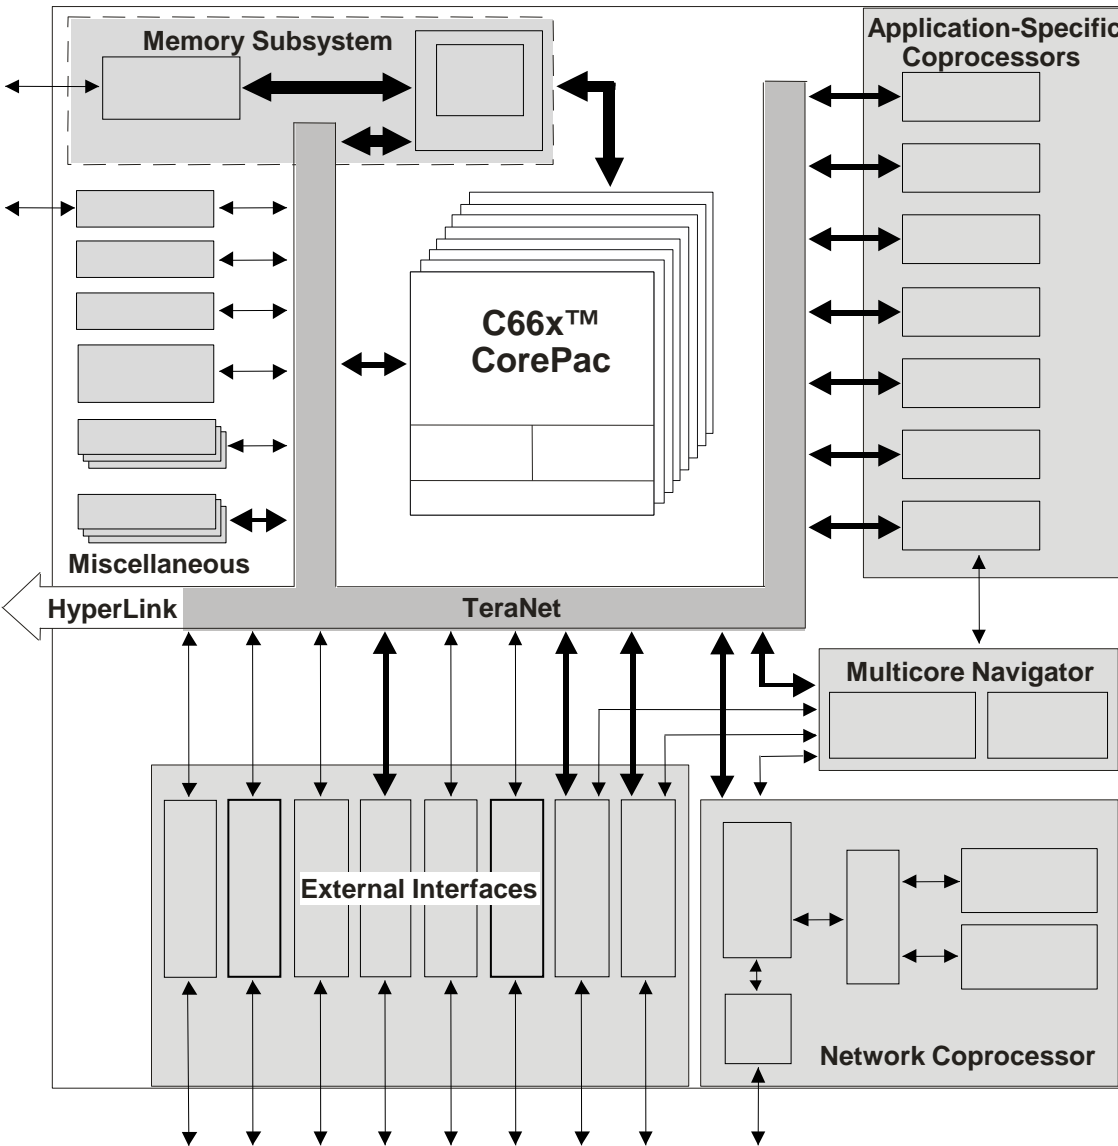 Memory Subsystem
Application-Specific
Coprocessors
C66x™
CorePac
Miscellaneous
HyperLink
TeraNet
Multicore Navigator
External Interfaces
Network Coprocessor